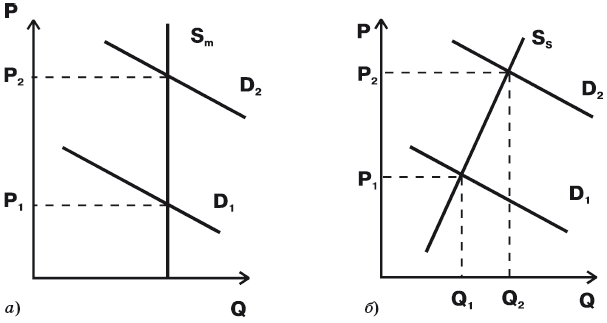 P
S_m
P_2
D_2
P_1
D_1
Q
а)
P
S_s
P_2
D_2
P_1
D_1
Q_1 Q_2 Q
б)